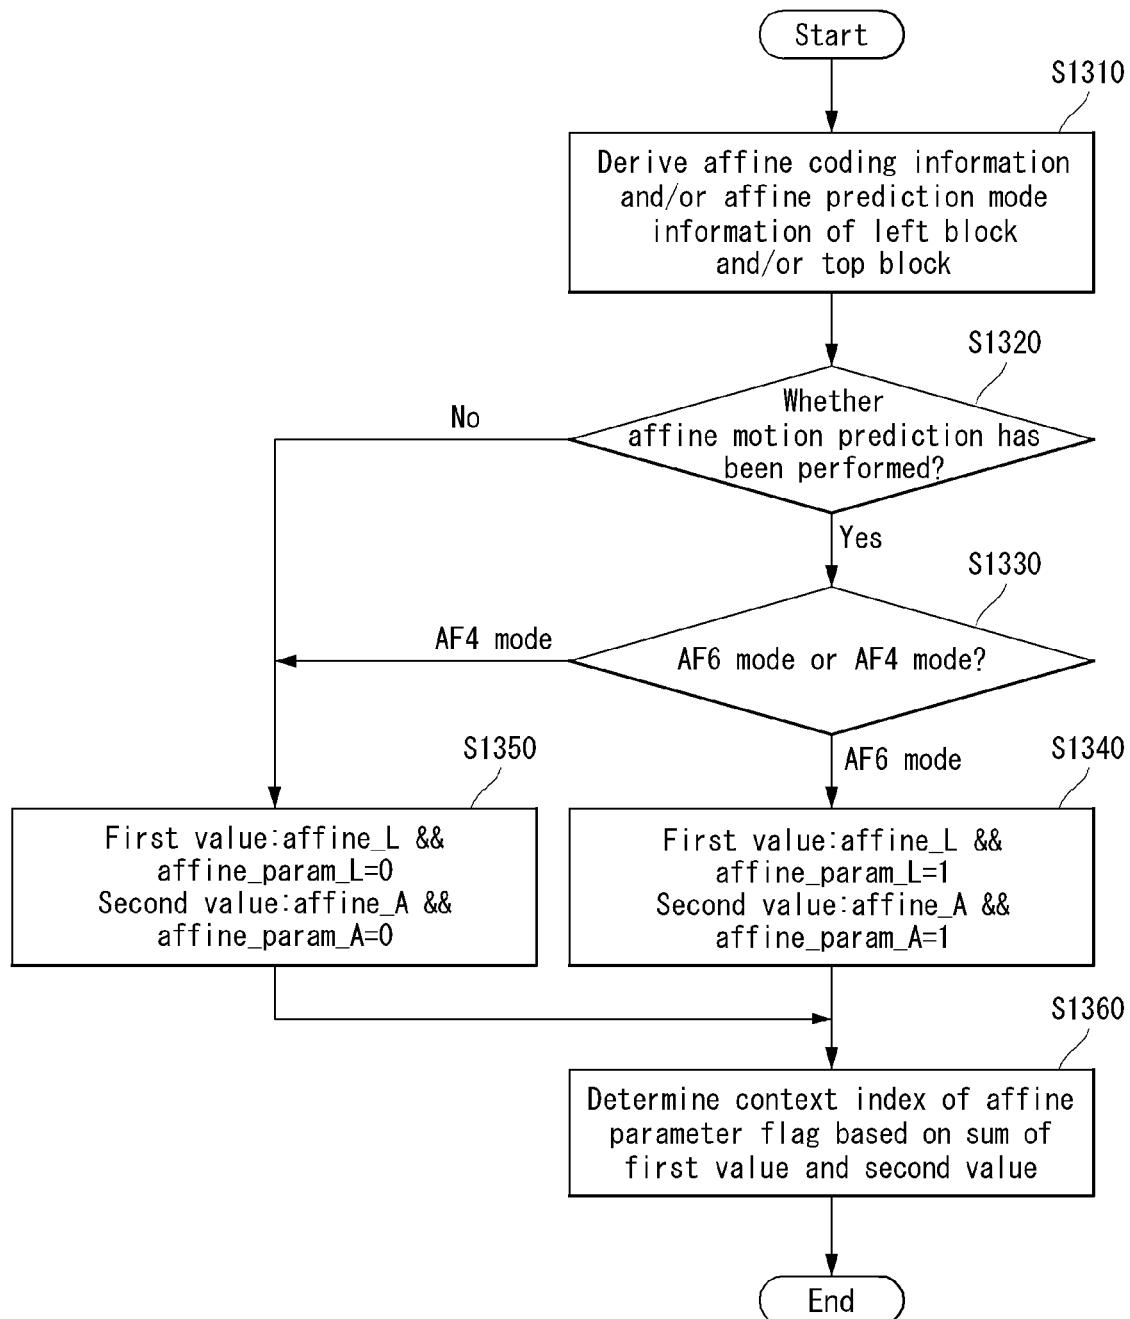 Start
S1310
Derive affine coding information
and/or affine prediction mode
information of left block
and/or top block
S1320
Whether
affine motion prediction has
been performed?
No
Yes
S1330
AF6 mode or AF4 mode?
AF4 mode
AF6 mode
S1350
First value:affine_L &&
affine_param_L=0
Second value:affine_A &&
affine_param_A=0
S1340
First value:affine_L &&
affine_param_L=1
Second value:affine_A &&
affine_param_A=1
S1360
Determine context index of affine
parameter flag based on sum of
first value and second value
End